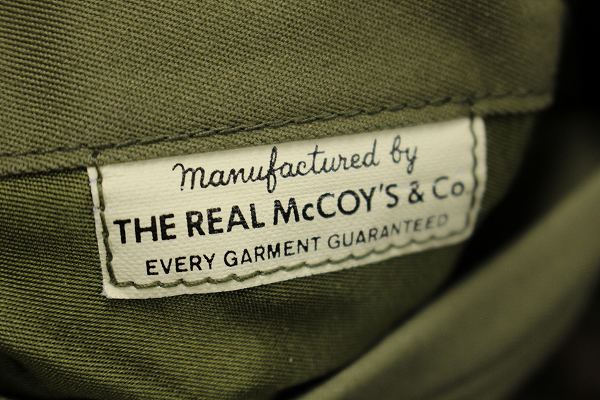 Manufactured by
THE REAL McCOY'S & Co
EVERY GARMENT GUARANTEED